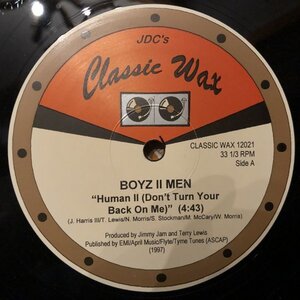 JDC's
Classic Wax
CLASSIC WAX 12021
33 1/3 RPM
Side A
BOYZ II MEN
"Human II (Don't Turn Your
Back On Me)" (4:43)
(J. Harris III/T. Lewis/N. Morris/S. Stockman/M. McCary/W. Morris)
Produced by Jimmy Jam and Terry Lewis
Published by EMI/April Music/Flyte/Tyme Tones (ASCAP)
(1997)